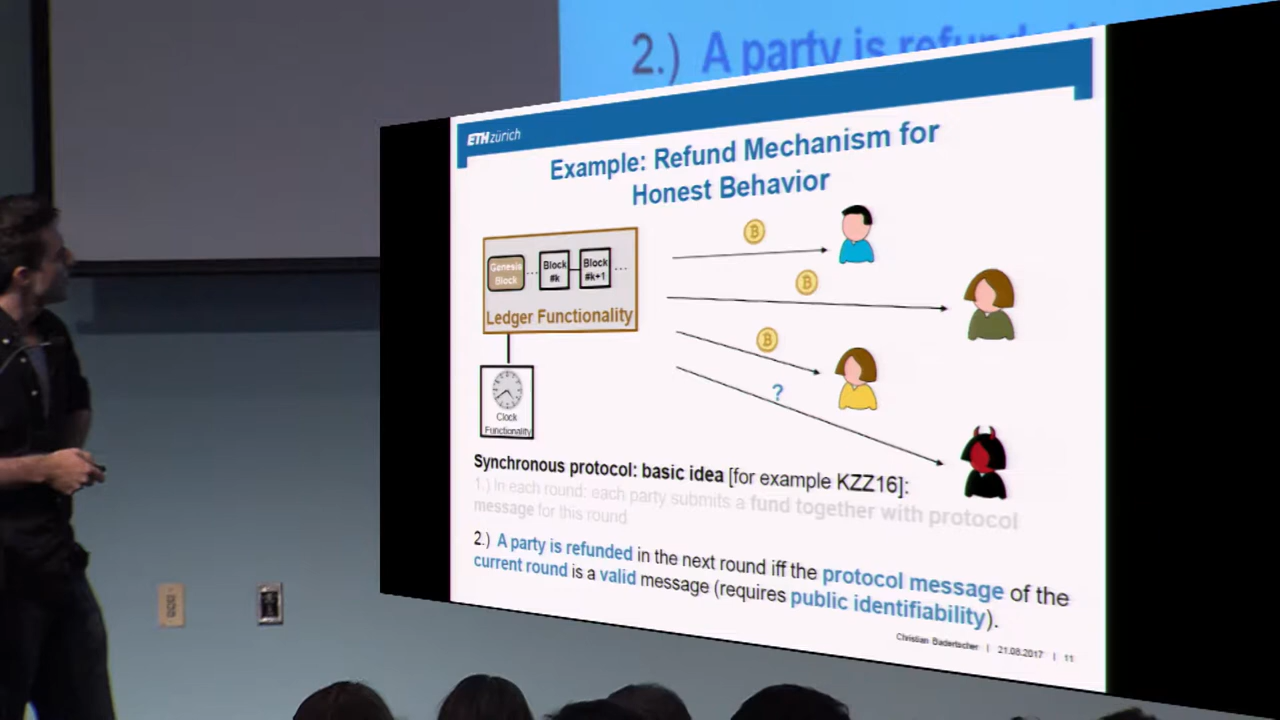 2.) A party is refunded
ETH zürich
Example: Refund Mechanism for
Honest Behavior
Genesis
Block
...
Block
#k
Block
#k+1
...
Ledger Functionality
Clock
Functionality
?
Synchronous protocol: basic idea [for example KZZ16]:
1.) In each round: each party submits a fund together with protocol
message for this round
2.) A party is refunded in the next round iff the protocol message of the
current round is a valid message (requires public identifiability).
Christian Badertscher | 21.08.2017 | 11